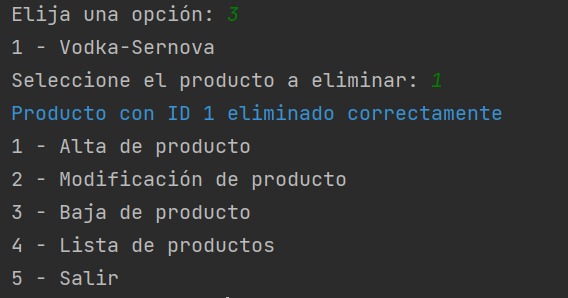 Elija una opción: 3
1 - Vodka-Sernova
Seleccione el producto a eliminar: 1
Producto con ID 1 eliminado correctamente
1 - Alta de producto
2 - Modificación de producto
3 - Baja de producto
4 - Lista de productos
5 - Salir